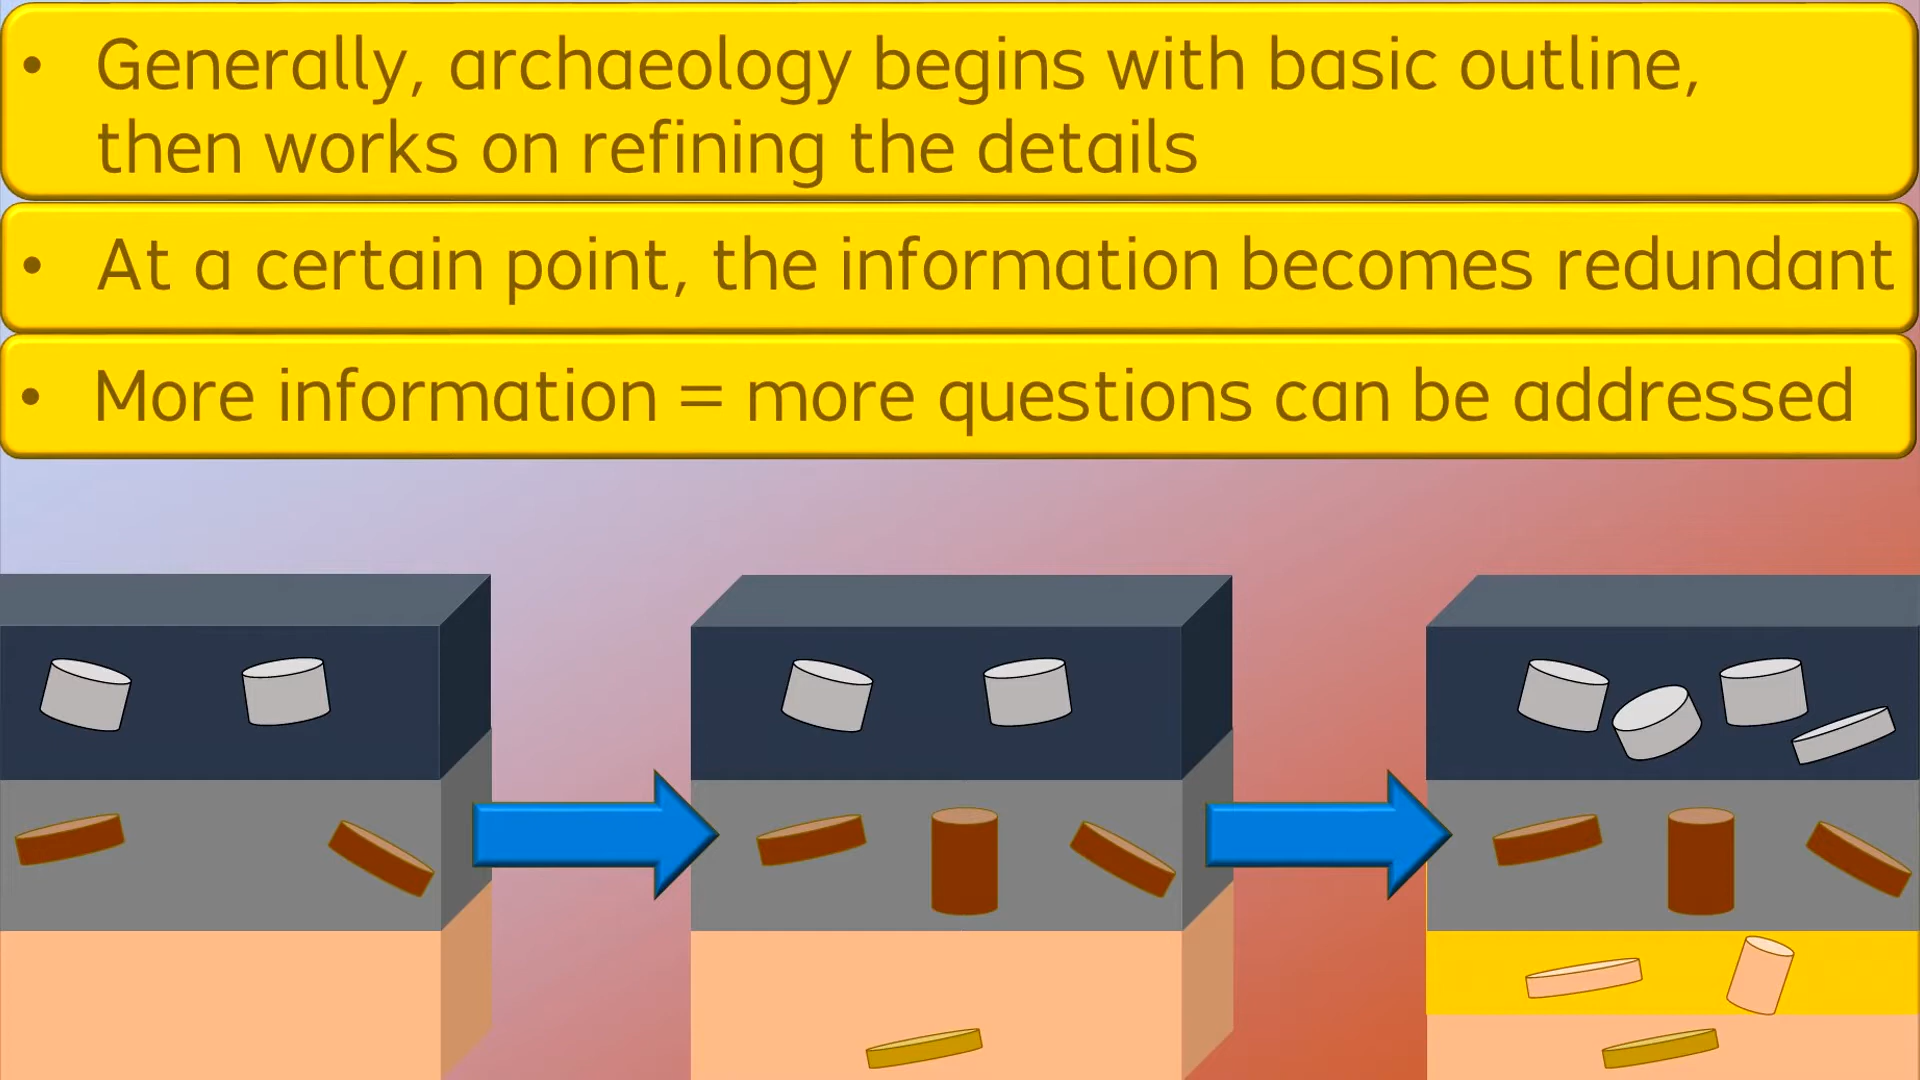 • Generally, archaeology begins with basic outline,
then works on refining the details
• At a certain point, the information becomes redundant
• More information = more questions can be addressed